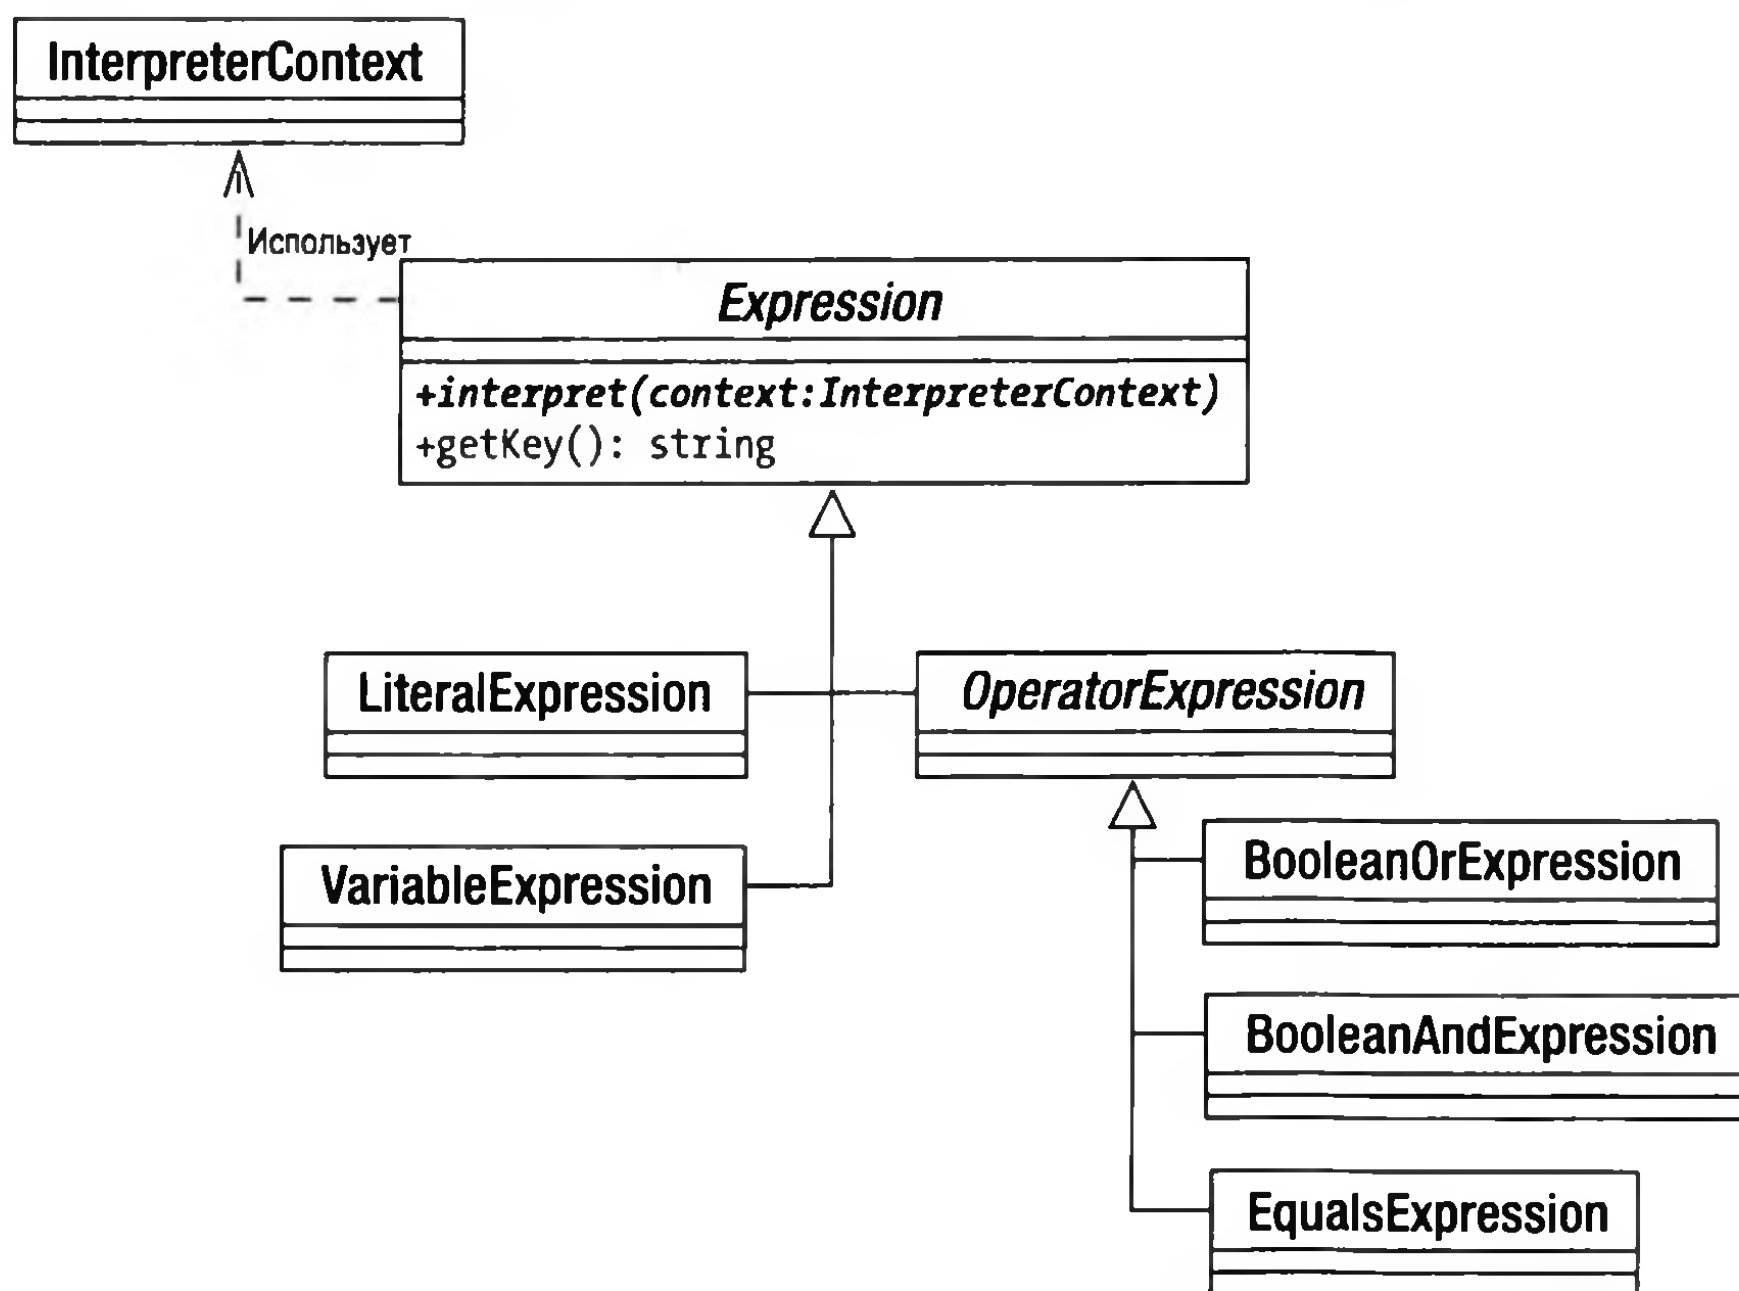 InterpreterContext
Использует
Expression
+interpret(context:InterpreterContext)
+getKey(): string
LiteralExpression
OperatorExpression
VariableExpression
BooleanOrExpression
BooleanAndExpression
EqualsExpression